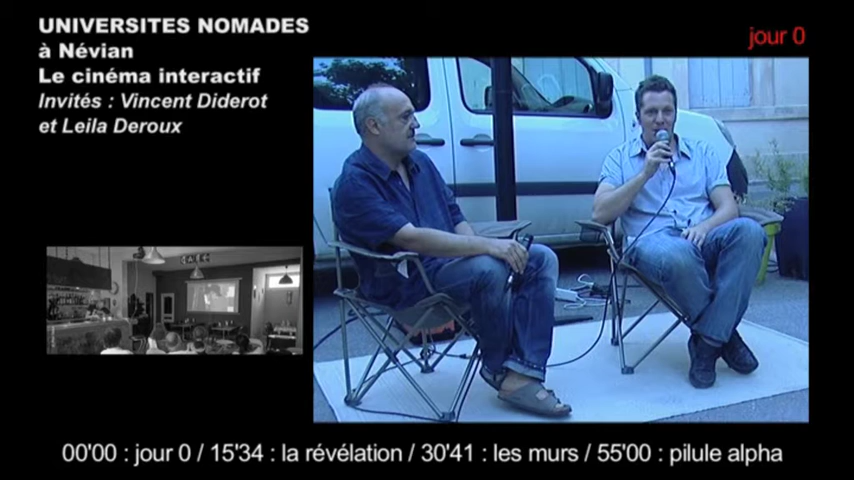 UNIVERSITES NOMADES
à Névian
Le cinéma interactif
Invités : Vincent Diderot
et Leila Deroux
jour 0
CAFE
00'00 : jour 0 / 15'34 : la révélation / 30'41 : les murs / 55'00 : pilule alpha